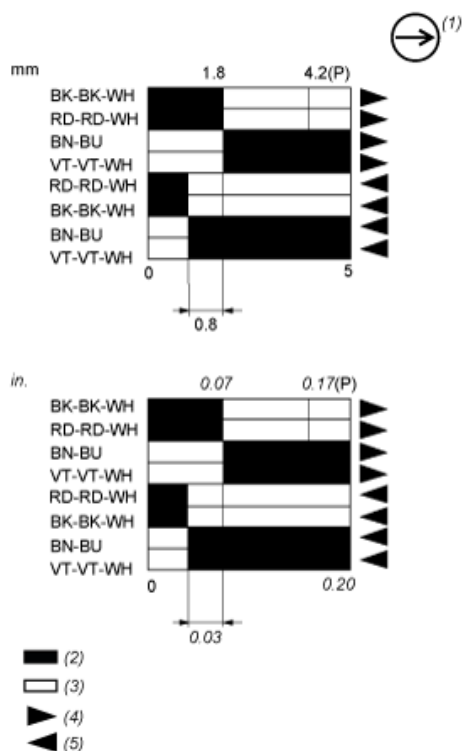 (1)
mm
1.8 4.2(P)
BK-BK-WH
RD-RD-WH
BN-BU
VT-VT-WH
RD-RD-WH
BK-BK-WH
BN-BU
VT-VT-WH
0 5
0.8
in.
0.07 0.17(P)
BK-BK-WH
RD-RD-WH
BN-BU
VT-VT-WH
RD-RD-WH
BK-BK-WH
BN-BU
VT-VT-WH
0 0.20
0.03
(2)
(3)
(4)
(5)